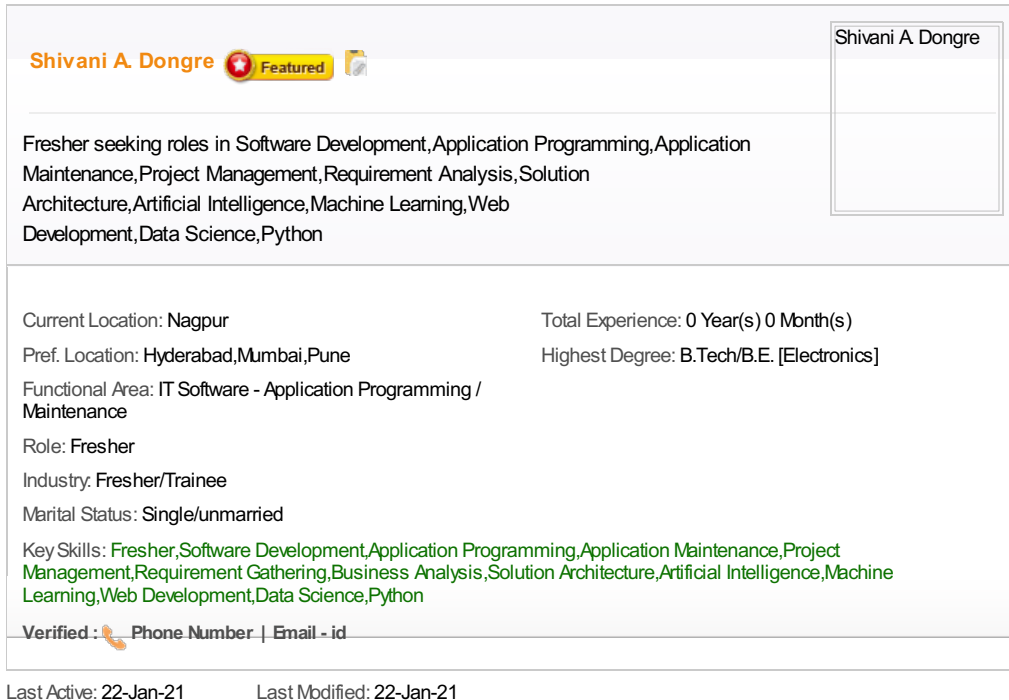 Shivani A. Dongre Featured
Shivani A. Dongre
Fresher seeking roles in Software Development,Application Programming,Application
Maintenance,Project Management,Requirement Analysis,Solution
Architecture,Artificial Intelligence,Machine Learning,Web
Development,Data Science,Python
Current Location: Nagpur
Total Experience: 0 Year(s) 0 Month(s)
Pref. Location: Hyderabad,Mumbai,Pune
Highest Degree: B.Tech/B.E. [Electronics]
Functional Area: IT Software - Application Programming /
Maintenance
Role: Fresher
Industry: Fresher/Trainee
Marital Status: Single/unmarried
Key Skills: Fresher,Software Development,Application Programming,Application Maintenance,Project
Management,Requirement Gathering,Business Analysis,Solution Architecture,Artificial Intelligence,Machine
Learning,Web Development,Data Science,Python
Verified : Phone Number | Email - id
Last Active: 22-Jan-21 Last Modified: 22-Jan-21